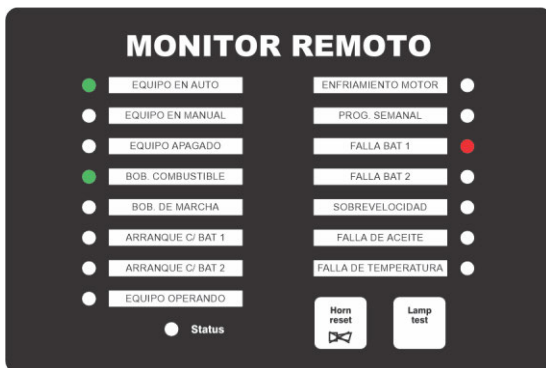 MONITOR REMOTO
EQUIPO EN AUTO
EQUIPO EN MANUAL
EQUIPO APAGADO
BOB. COMBUSTIBLE
BOB. DE MARCHA
ARRANQUE C/ BAT 1
ARRANQUE C/ BAT 2
EQUIPO OPERANDO
Status
ENFRIAMIENTO MOTOR
PROG. SEMANAL
FALLA BAT 1
FALLA BAT 2
SOBREVELOCIDAD
FALLA DE ACEITE
FALLA DE TEMPERATURA
Horn
reset
Lamp
test